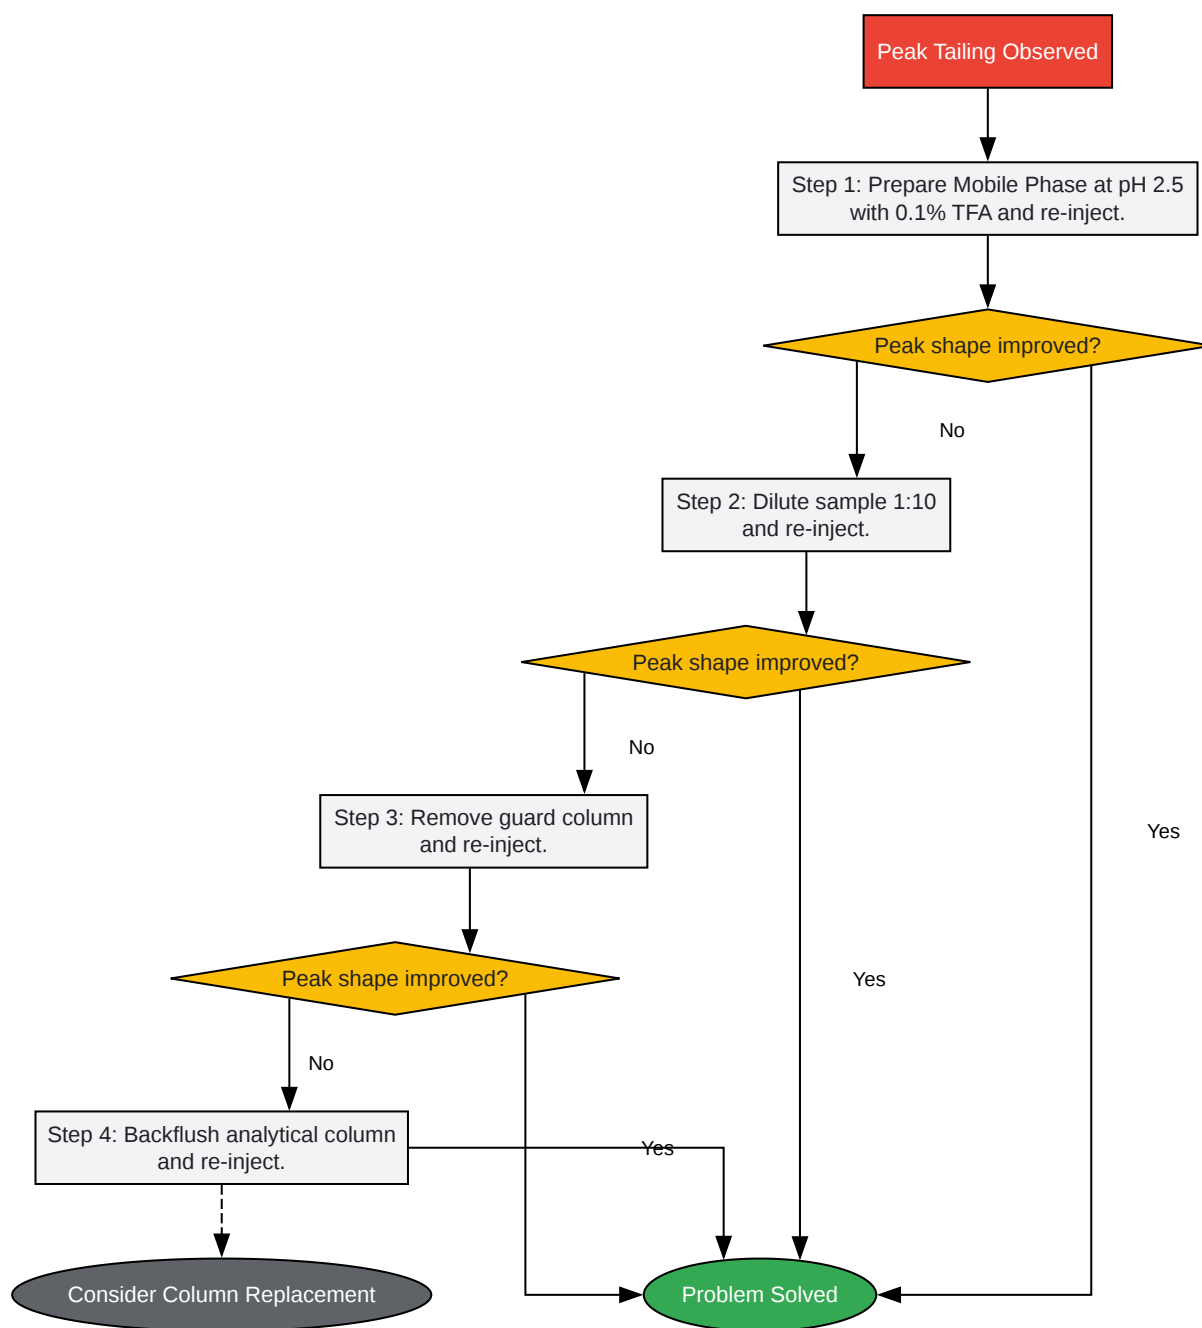 Peak Tailing Observed
Step 1: Prepare Mobile Phase at pH 2.5
with 0.1% TFA and re-inject.
Peak shape improved?
No
Step 2: Dilute sample 1:10
and re-inject.
Peak shape improved?
No
Step 3: Remove guard column
and re-inject.
Yes
Peak shape improved?
Yes
No
Step 4: Backflush analytical column
and re-inject.
Yes
Consider Column Replacement
Problem Solved